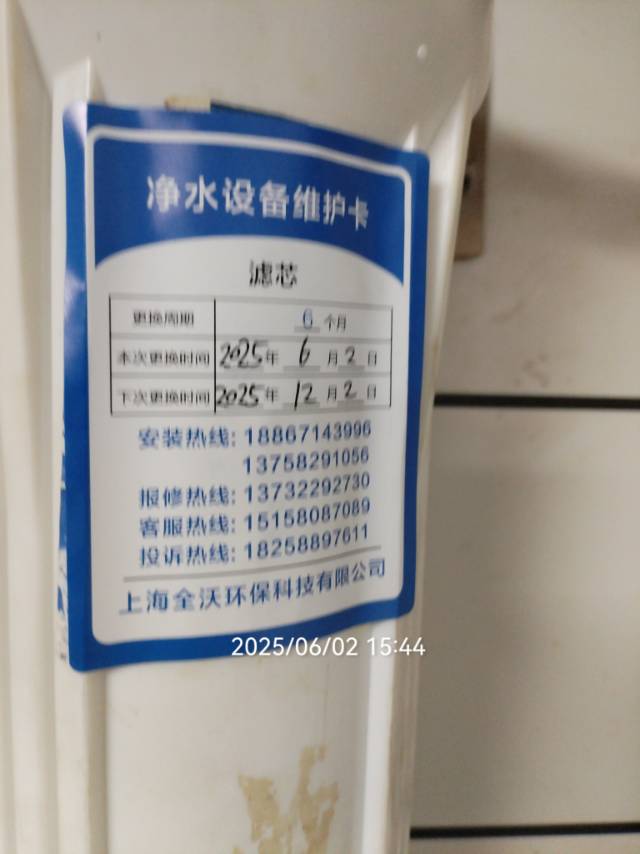 净水设备维护卡
滤芯
更换周期 6 个月
本次更换时间 2025年 6 月 2 日
下次更换时间 2025年 12 月 2 日
安装热线: 18867143996
13758291056
报修热线: 13732292730
客服热线: 15158087089
投诉热线: 18258897611
上海全沃环保科技有限公司
2025/06/02 15:44